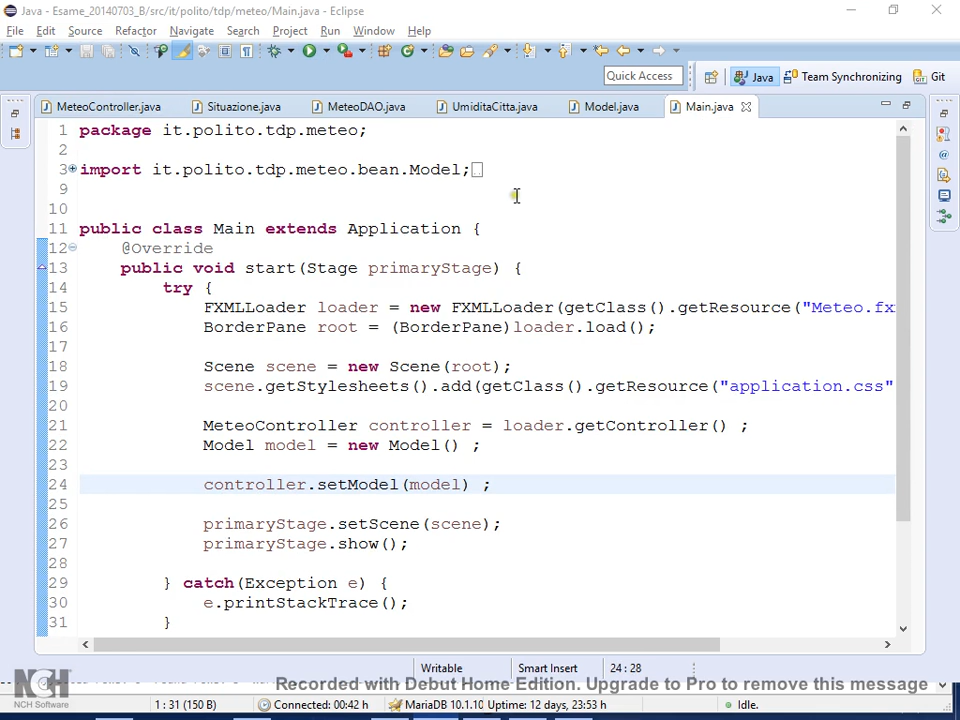 Java - Esame_20140703_B/src/it/polito/tdp/meteo/Main.java - Eclipse
File Edit Source Refactor Navigate Search Project Run Window Help
Quick Access
Java Team Synchronizing Git
MeteoController.java Situazione.java MeteoDAO.java UmiditaCitta.java Model.java Main.java
1 package it.polito.tdp.meteo;
2
3 import it.polito.tdp.meteo.bean.Model;
9
10
11 public class Main extends Application {
12 @Override
13 public void start(Stage primaryStage) {
14 try {
15 FXMLLoader loader = new FXMLLoader(getClass().getResource("Meteo.fx
16 BorderPane root = (BorderPane)loader.load();
17
18 Scene scene = new Scene(root);
19 scene.getStylesheets().add(getClass().getResource("application.css"
20
21 MeteoController controller = loader.getController() ;
22 Model model = new Model() ;
23
24 controller.setModel(model) ;
25
26 primaryStage.setScene(scene);
27 primaryStage.show();
28
29 } catch(Exception e) {
30 e.printStackTrace();
31 }
Writable Smart Insert 24 : 28
NCH Software
Recorded with Debut Home Edition. Upgrade to Pro to remove this message
1 : 31 (150 B) Connected: 00:42 h MariaDB 10.1.10 Uptime: 12 days, 23:53 h Idle.